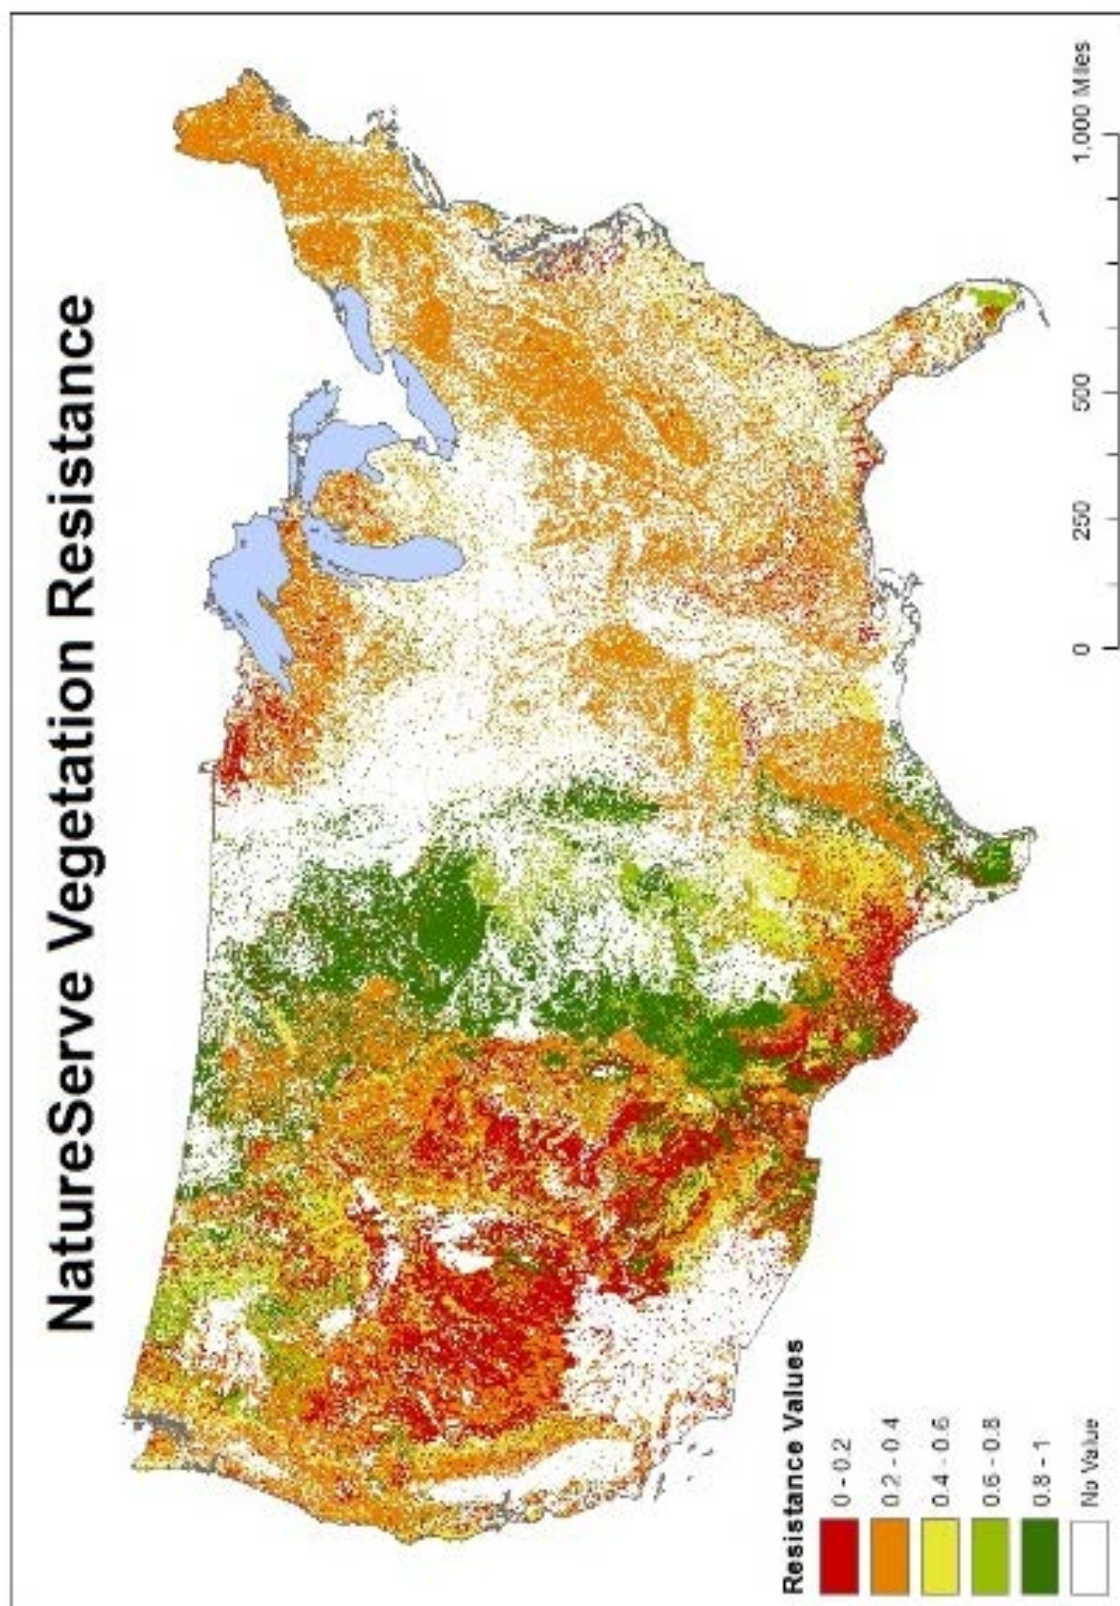 NatureServe Vegetation Resistance
Resistance Values
0 - 0.2
0.2 - 0.4
0.4 - 0.6
0.6 - 0.8
0.8 - 1
No Value
0 250 500 1,000 Miles